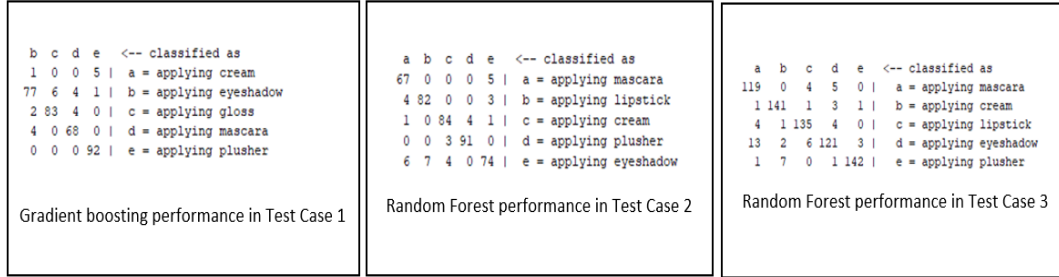 b c d e <-- classified as
1 0 0 5 | a = applying cream
77 6 4 1 | b = applying eyeshadow
2 83 4 0 | c = applying gloss
4 0 68 0 | d = applying mascara
0 0 0 92 | e = applying plusher
Gradient boosting performance in Test Case 1
a b c d e <-- classified as
67 0 0 0 5 | a = applying mascara
4 82 0 0 3 | b = applying lipstick
1 0 84 4 1 | c = applying cream
0 0 3 91 0 | d = applying plusher
6 7 4 0 74 | e = applying eyeshadow
Random Forest performance in Test Case 2
a b c d e <-- classified as
119 0 4 5 0 | a = applying mascara
1 141 1 3 1 | b = applying cream
4 1 135 4 0 | c = applying lipstick
13 2 6 121 3 | d = applying eyeshadow
1 7 0 1 142 | e = applying plusher
Random Forest performance in Test Case 3